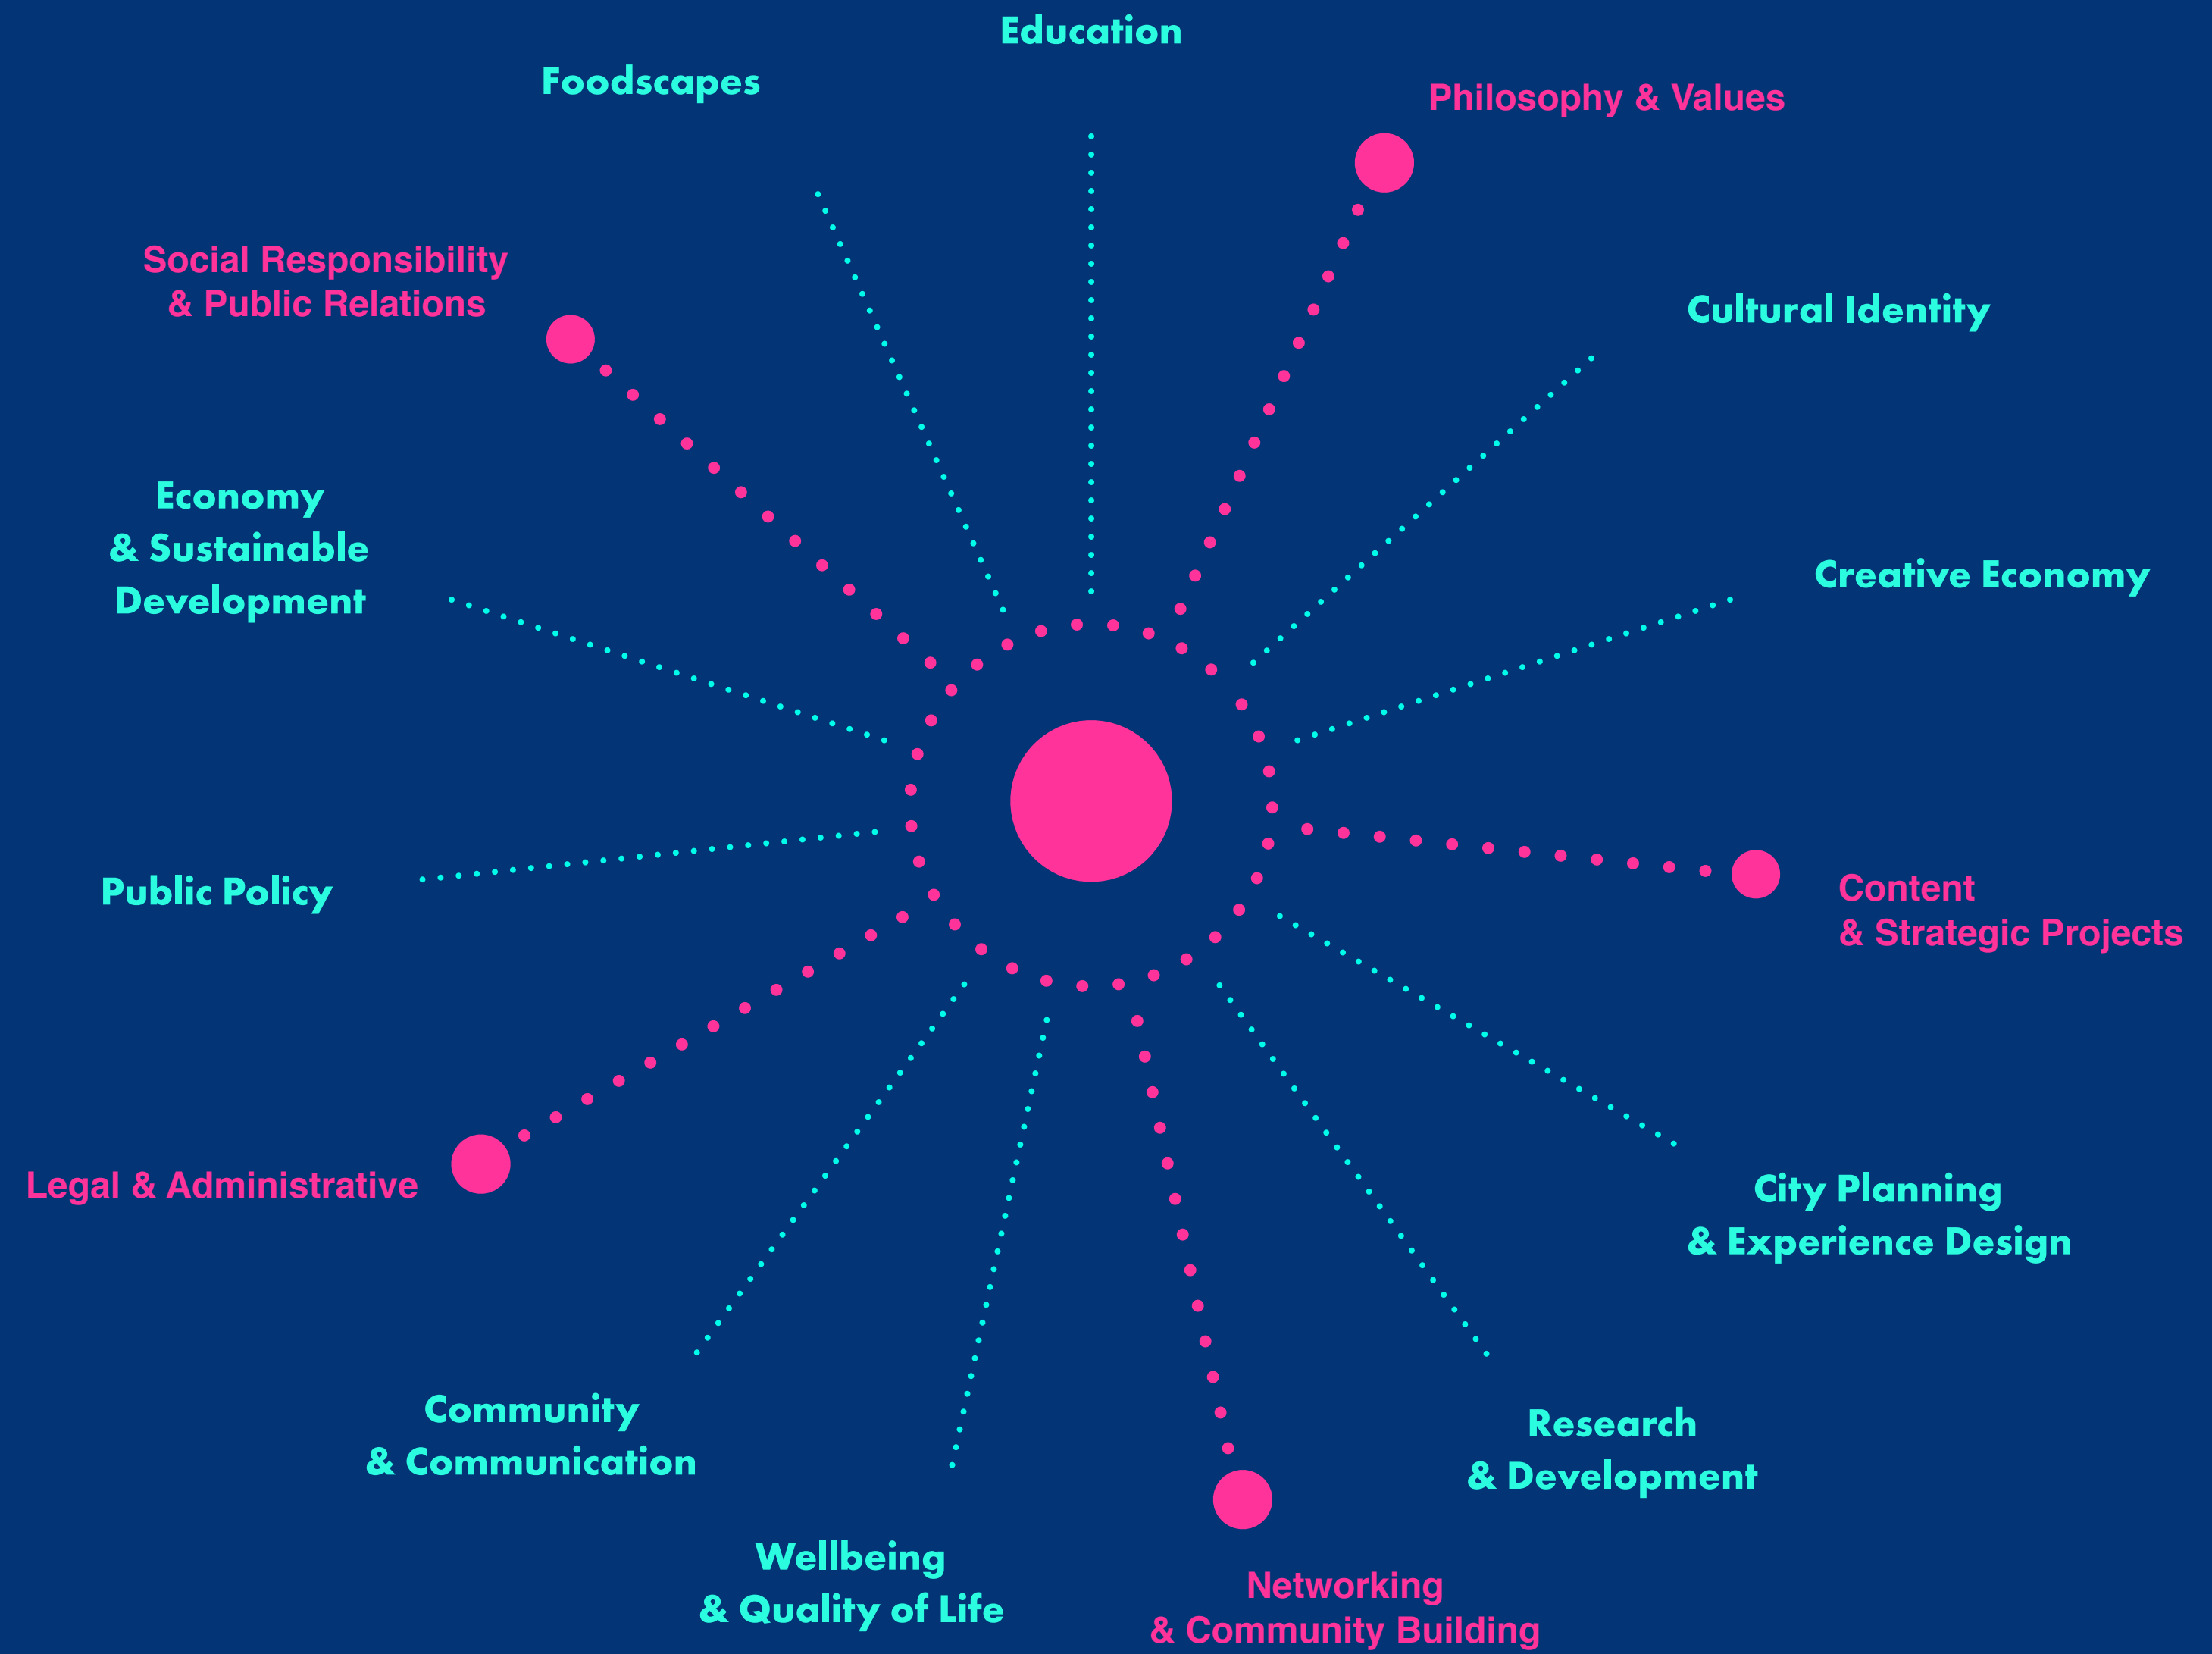 Education
Foodscapes
Philosophy & Values
Social Responsibility
& Public Relations
Cultural Identity
Economy
& Sustainable
Development
Creative Economy
Public Policy
Content
& Strategic Projects
Legal & Administrative
City Planning
& Experience Design
Community
& Communication
Research
& Development
Wellbeing
& Quality of Life
Networking
& Community Building